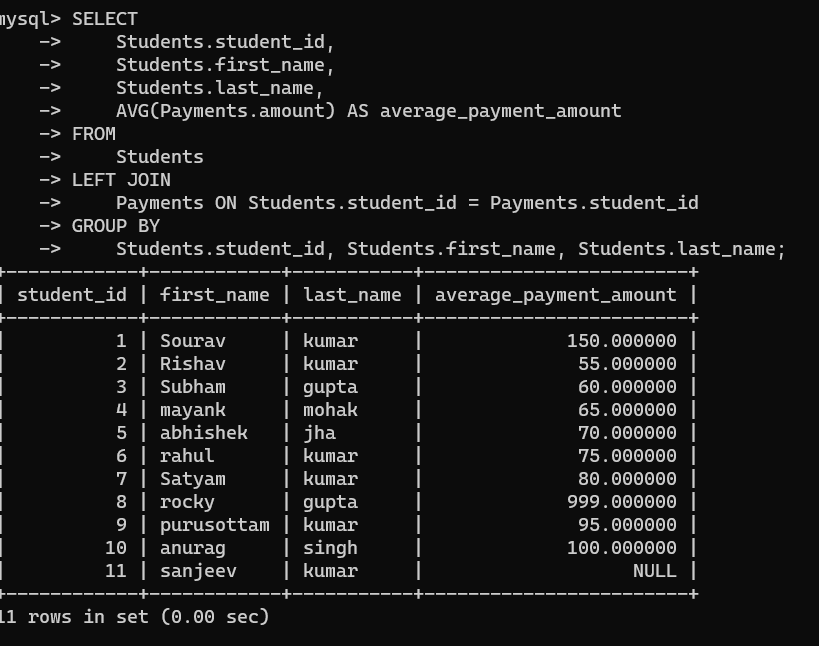 mysql> SELECT
    ->     Students.student_id,
    ->     Students.first_name,
    ->     Students.last_name,
    ->     AVG(Payments.amount) AS average_payment_amount
    -> FROM
    ->     Students
    -> LEFT JOIN
    ->     Payments ON Students.student_id = Payments.student_id
    -> GROUP BY
    ->     Students.student_id, Students.first_name, Students.last_name;
+------------+------------+-----------+------------------------+
| student_id | first_name | last_name | average_payment_amount |
+------------+------------+-----------+------------------------+
|          1 | Sourav     | kumar     |             150.000000 |
|          2 | Rishav     | kumar     |              55.000000 |
|          3 | Subham     | gupta     |              60.000000 |
|          4 | mayank     | mohak     |              65.000000 |
|          5 | abhishek   | jha       |              70.000000 |
|          6 | rahul      | kumar     |              75.000000 |
|          7 | Satyam     | kumar     |              80.000000 |
|          8 | rocky      | gupta     |             999.000000 |
|          9 | purusottam | kumar     |              95.000000 |
|         10 | anurag     | singh     |             100.000000 |
|         11 | sanjeev    | kumar     |                   NULL |
+------------+------------+-----------+------------------------+
11 rows in set (0.00 sec)